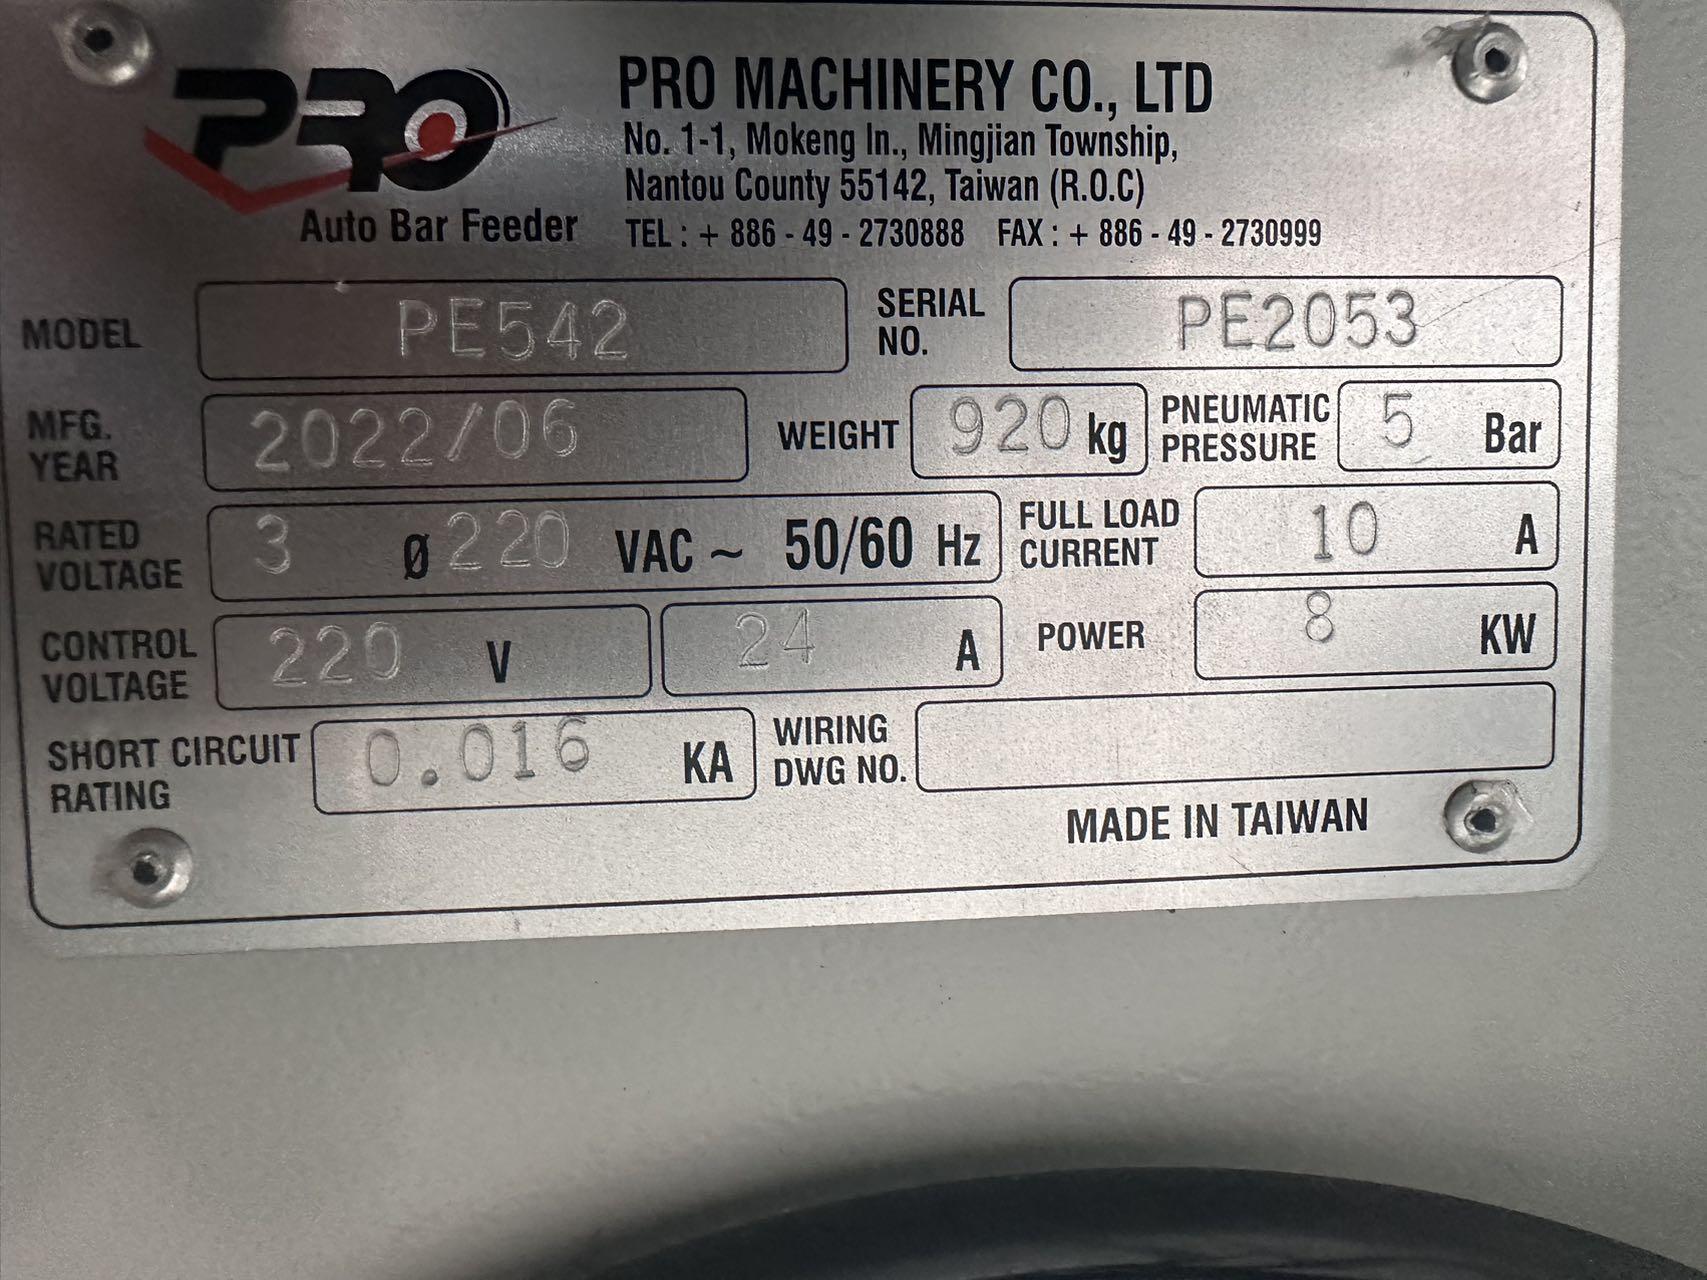 PRO
Auto Bar Feeder
PRO MACHINERY CO., LTD
No. 1-1, Mokeng ln., Mingjian Township,
Nantou County 55142, Taiwan (R.O.C)
TEL : + 886 - 49 - 2730888 FAX : + 886 - 49 - 2730999
MODEL PE542
SERIAL NO. PE2053
MFG. YEAR 2022/06
WEIGHT 920 kg
PNEUMATIC PRESSURE 5 Bar
RATED VOLTAGE 3 Ø 220 VAC ~ 50/60 Hz
FULL LOAD CURRENT 10 A
CONTROL VOLTAGE 220 V 24 A
POWER 8 KW
SHORT CIRCUIT RATING 0.016 KA
WIRING DWG NO.
MADE IN TAIWAN